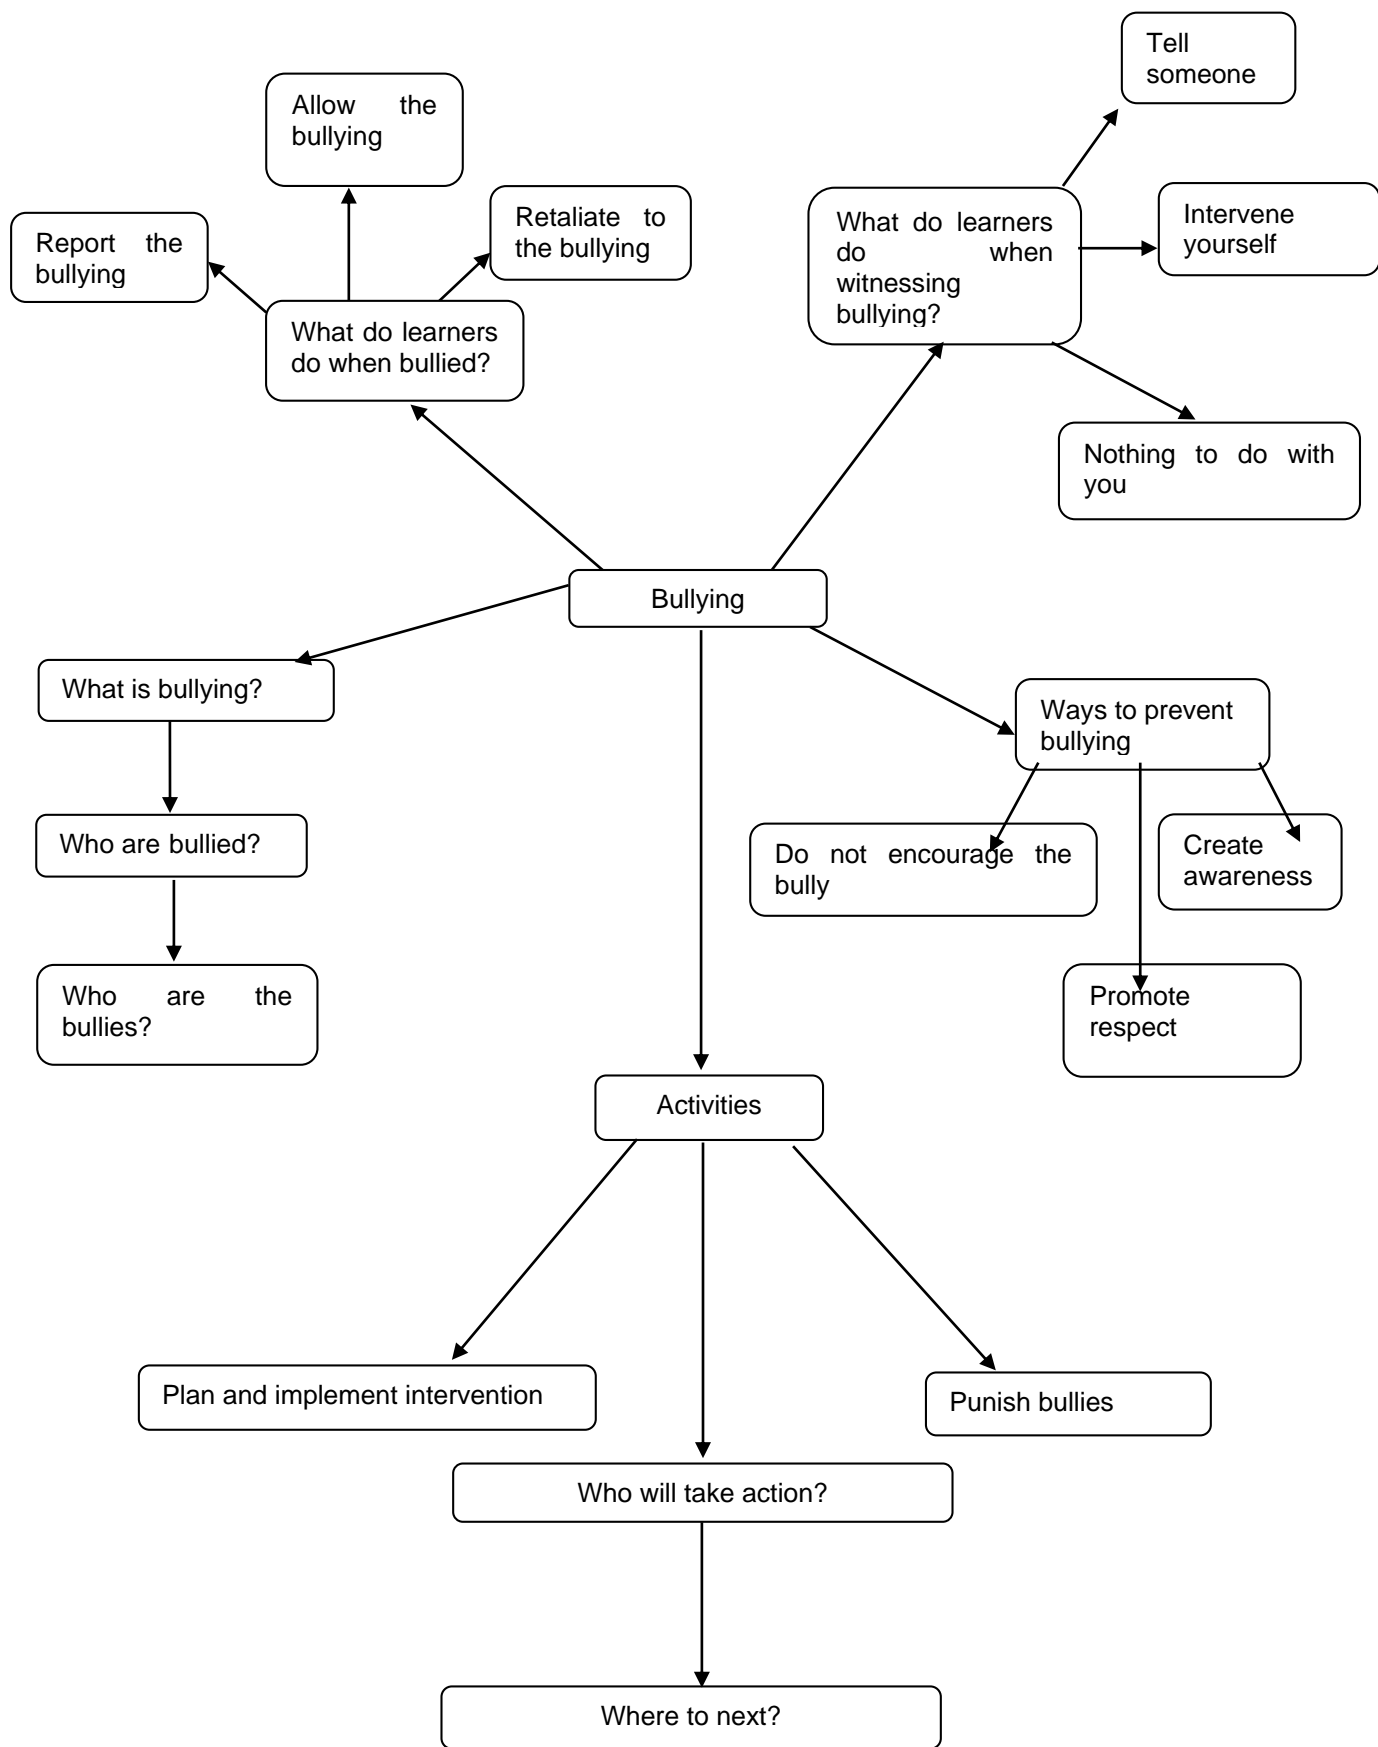 Tell
someone
Allow the
bullying
Retaliate to
the bullying
What do learners
do when
witnessing
bullying?
Intervene
yourself
Report the
bullying
What do learners
do when bullied?
Nothing to do with
you
Bullying
What is bullying?
Ways to prevent
bullying
Who are bullied?
Do not encourage the
bully
Create
awareness
Who are the
bullies?
Promote
respect
Activities
Plan and implement intervention
Punish bullies
Who will take action?
Where to next?